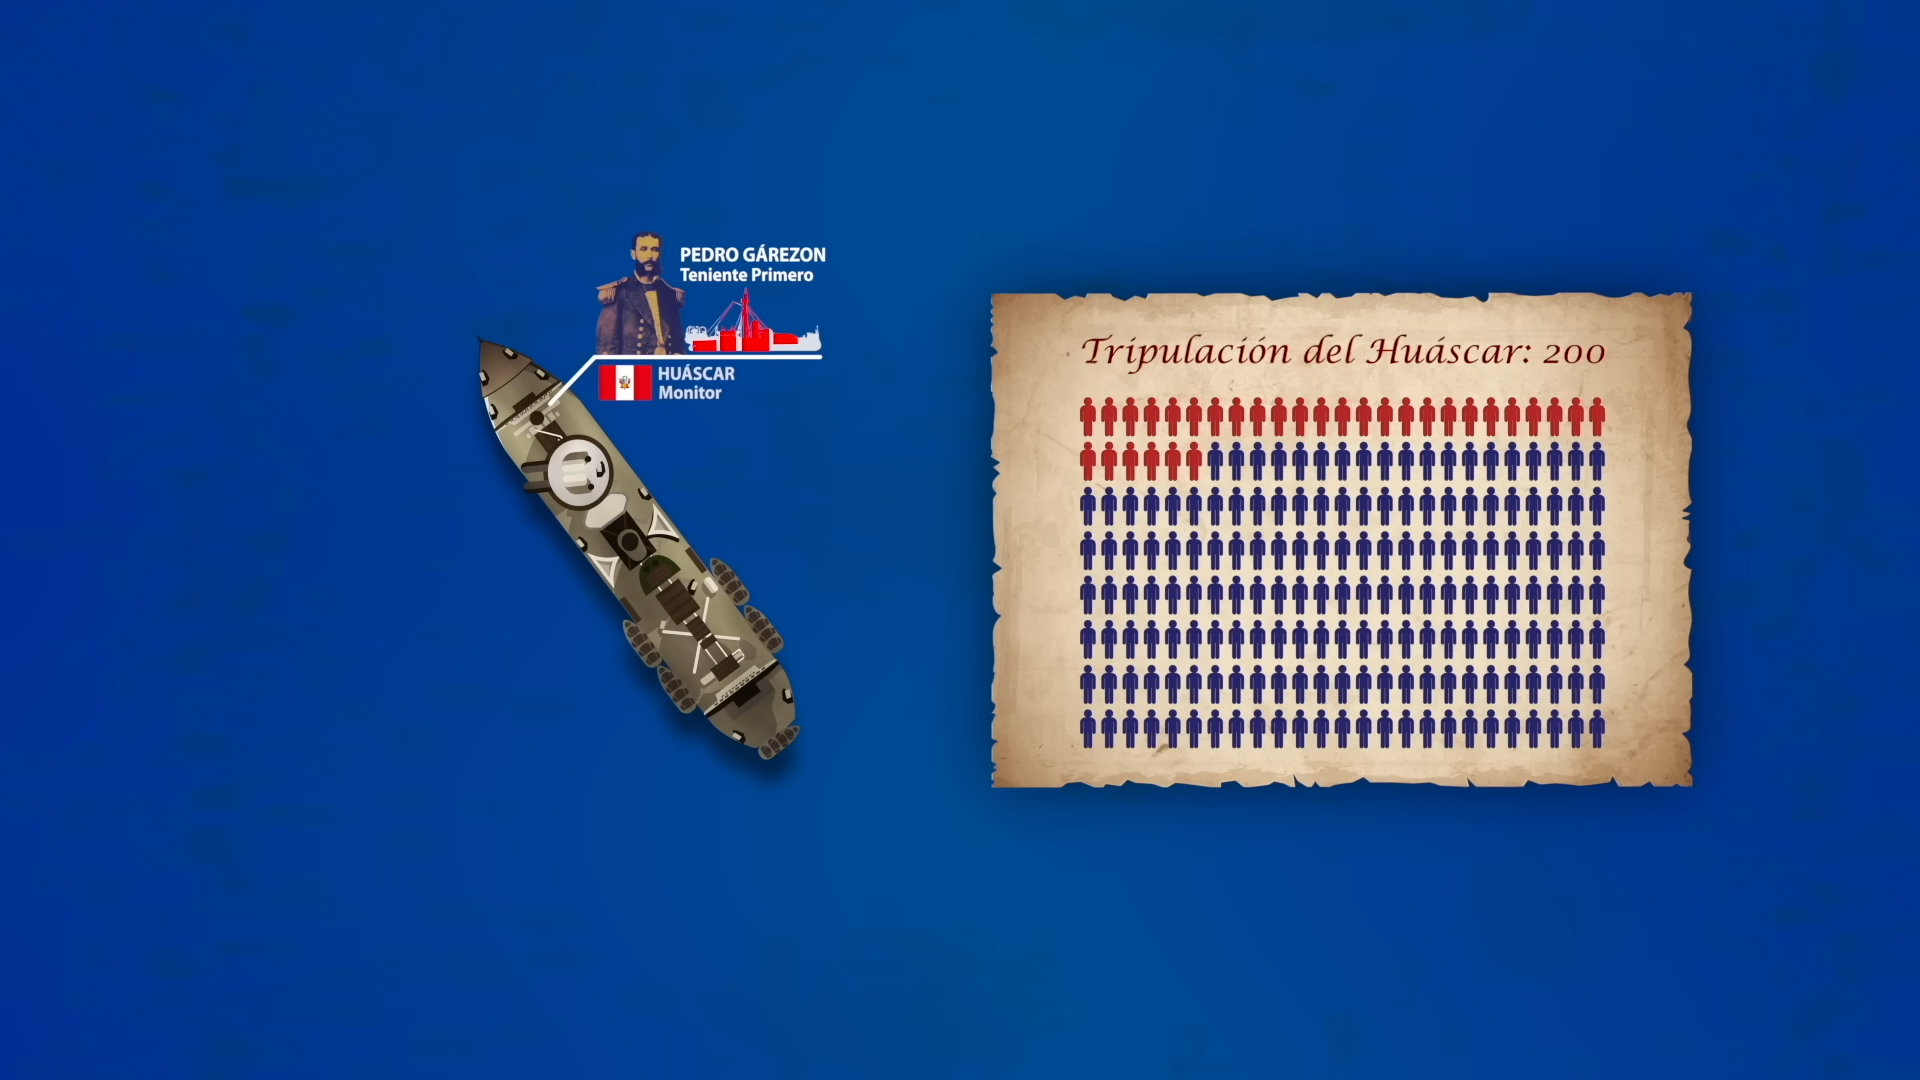 PEDRO GÁREZON
Teniente Primero
HUÁSCAR
Monitor
Tripulación del Huáscar: 200